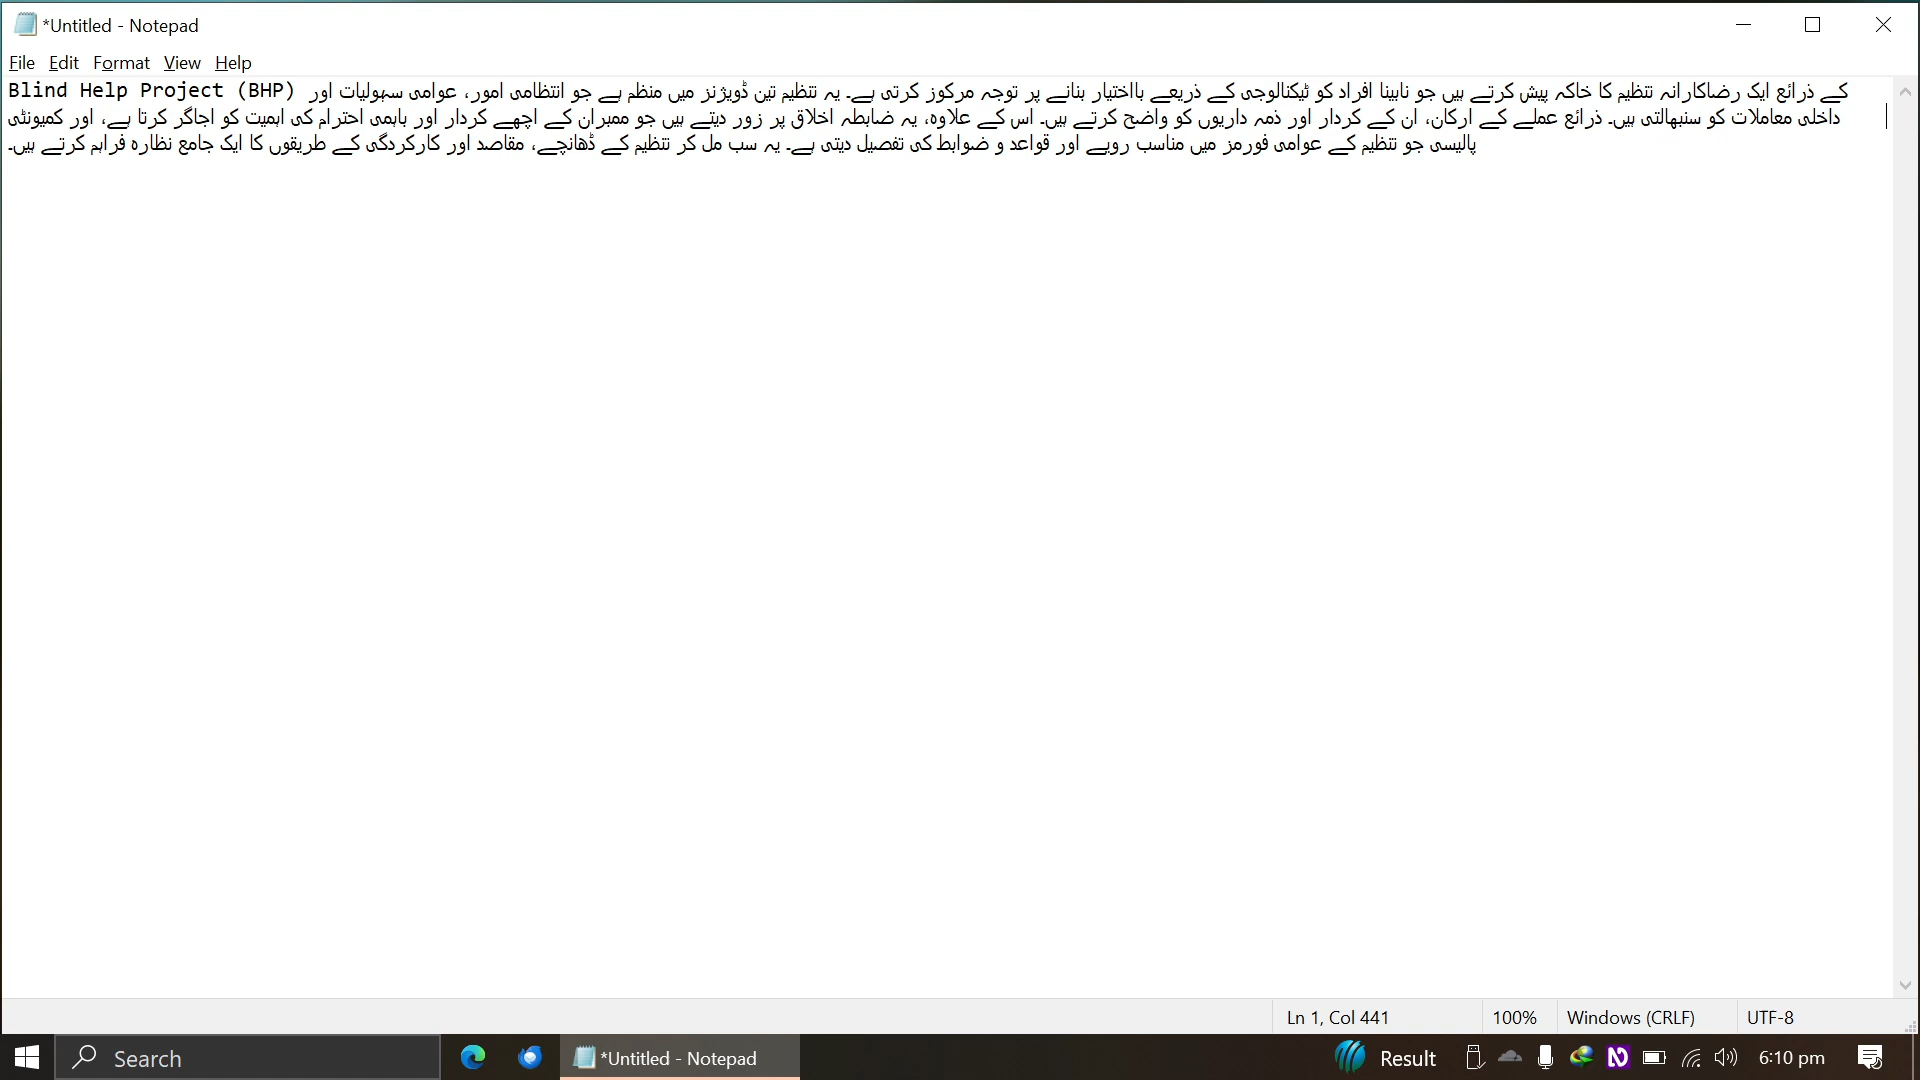 *Untitled - Notepad
File Edit Format View Help
Blind Help Project (BHP) کے ذرائع ایک رضاکارانہ تنظیم کا خاکہ پیش کرتے ہیں جو نابینا افراد کو ٹیکنالوجی کے ذریعے بااختیار بنانے پر توجہ مرکوز کرتی ہے۔ یہ تنظیم تین ڈویژنز میں منظم ہے جو انتظامی امور، عوامی سہولیات اور
داخلی معاملات کو سنبھالتی ہیں۔ ذرائع عملے کے ارکان، ان کے کردار اور ذمہ داریوں کو واضح کرتے ہیں۔ اس کے علاوہ، یہ ضابطہ اخلاق پر زور دیتے ہیں جو ممبران کے اچھے کردار اور باہمی احترام کی اہمیت کو اجاگر کرتا ہے، اور کمیونٹی
پالیسی جو تنظیم کے عوامی فورمز میں مناسب رویے اور قواعد و ضوابط کی تفصیل دیتی ہے۔ یہ سب مل کر تنظیم کے ڈھانچے، مقاصد اور کارکردگی کے طریقوں کا ایک جامع نظارہ فراہم کرتے ہیں۔
Ln 1, Col 441 100% Windows (CRLF) UTF-8
Search *Untitled - Notepad Result 6:10 pm